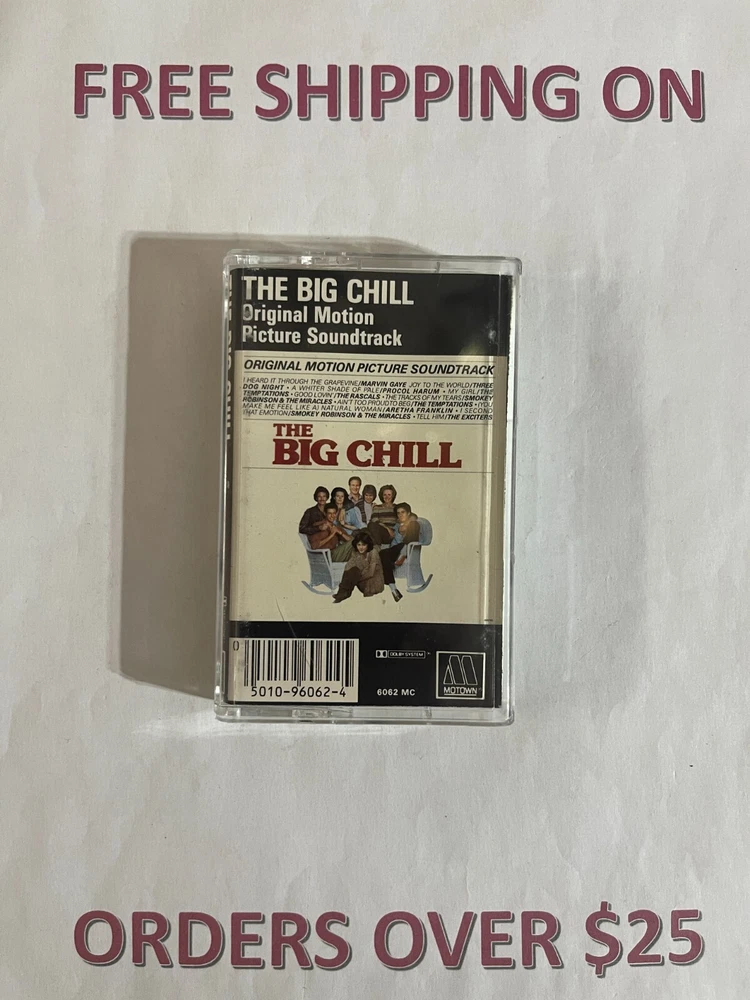 FREE SHIPPING ON
THE BIG CHILL
Original Motion
Picture Soundtrack
ORIGINAL MOTION PICTURE SOUNDTRACK
I HEARD IT THROUGH THE GRAPEVINE/MARVIN GAYE JOY TO THE WORLD/THREE
DOG NIGHT • A WHITER SHADE OF PALE/PROCOL HARUM • MY GIRL/THE
TEMPTATIONS • GOOD LOVIN'/THE RASCALS • THE TRACKS OF MY TEARS/SMOKEY
ROBINSON & THE MIRACLES • AIN'T TOO PROUD TO BEG/THE TEMPTATIONS • (YOU
MAKE ME FEEL LIKE A) NATURAL WOMAN/ARETHA FRANKLIN • I SECOND
THAT EMOTION/SMOKEY ROBINSON & THE MIRACLES • TELL HIM/THE EXCITERS
THE
BIG CHILL
0
5010-96062-4
DOLBY SYSTEM
6062 MC
MOTOWN
ORDERS OVER $25